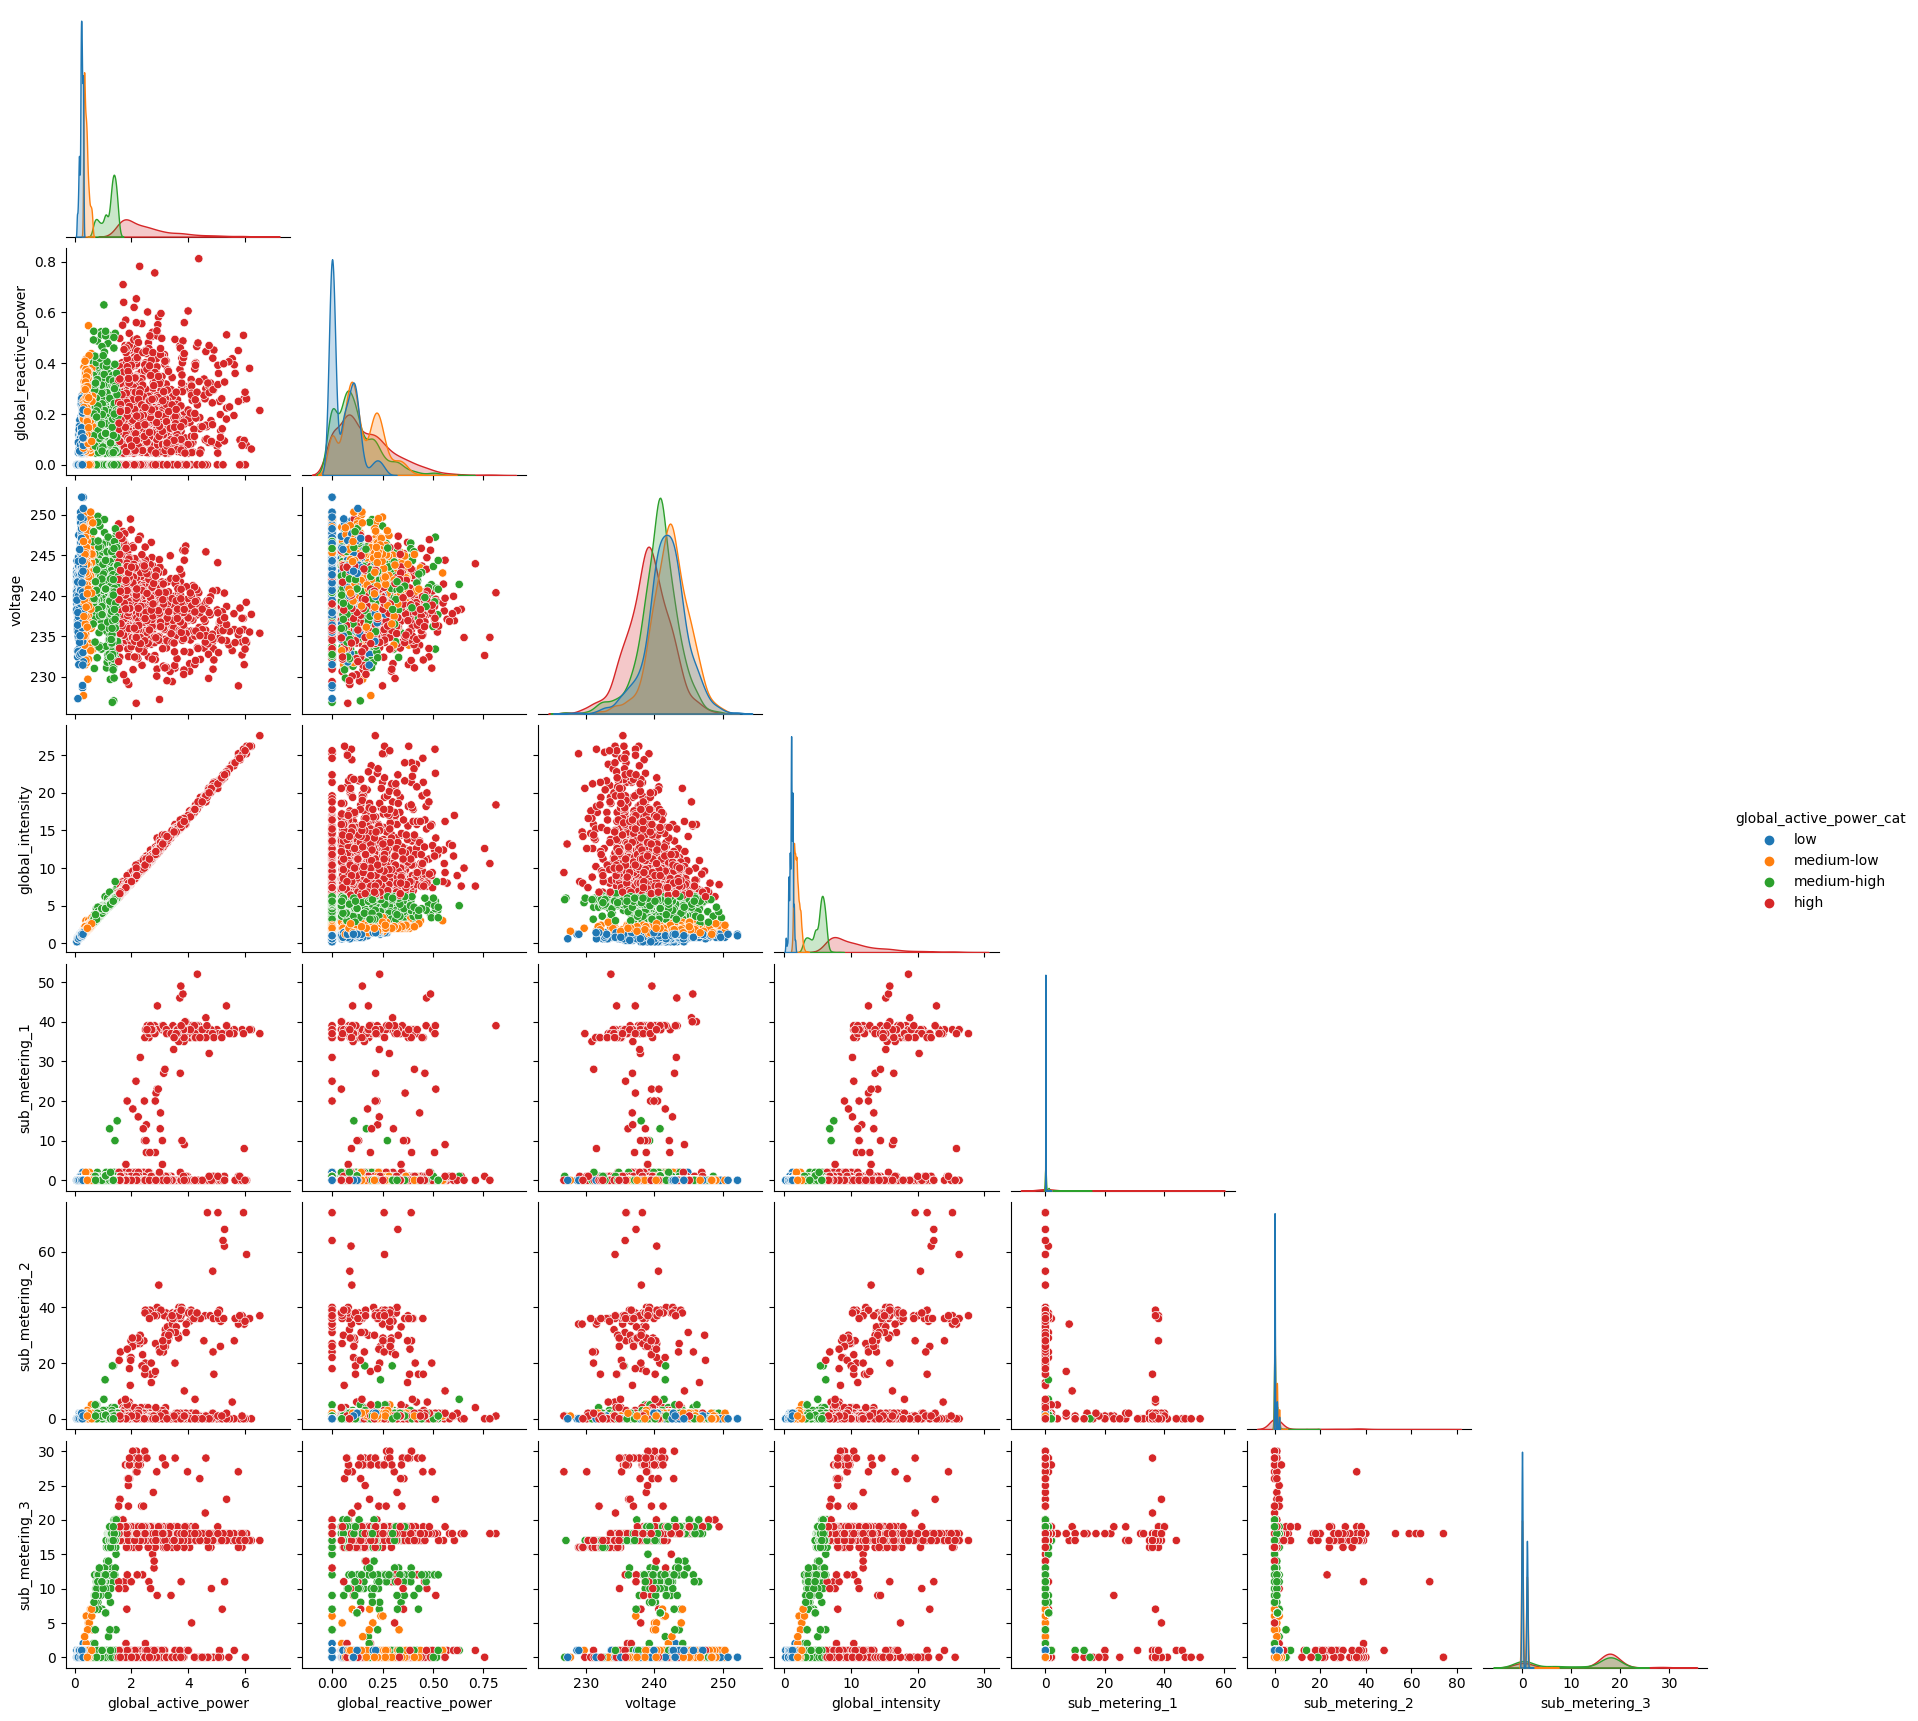 0.8
0.6
0.4
0.2
0.0
global_reactive_power
250
245
240
235
230
voltage
25
20
15
10
5
0
global_intensity
global_active_power_cat
low
medium-low
medium-high
high
50
40
30
20
10
0
sub_metering_1
60
40
20
0
sub_metering_2
30
25
20
15
10
5
0
sub_metering_3
0 2 4 6
0.00 0.25 0.50 0.75
230 240 250
0 10 20 30
0 20 40 60
0 20 40 60 80
0 10 20 30
global_active_power
global_reactive_power
voltage
global_intensity
sub_metering_1
sub_metering_2
sub_metering_3